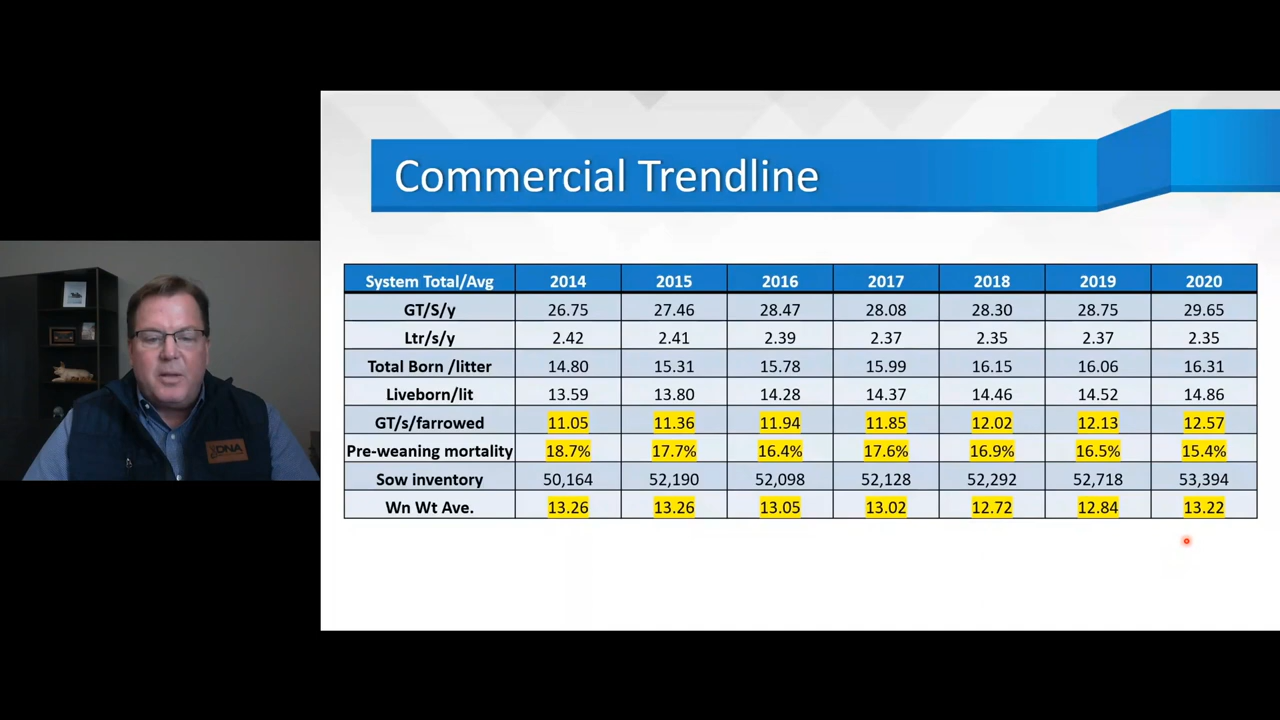 Commercial Trendline
System Total/Avg 2014 2015 2016 2017 2018 2019 2020
GT/S/y 26.75 27.46 28.47 28.08 28.30 28.75 29.65
Ltr/s/y 2.42 2.41 2.39 2.37 2.35 2.37 2.35
Total Born /litter 14.80 15.31 15.78 15.99 16.15 16.06 16.31
Liveborn/lit 13.59 13.80 14.28 14.37 14.46 14.52 14.86
GT/s/farrowed 11.05 11.36 11.94 11.85 12.02 12.13 12.57
Pre-weaning mortality 18.7% 17.7% 16.4% 17.6% 16.9% 16.5% 15.4%
Sow inventory 50,164 52,190 52,098 52,128 52,292 52,718 53,394
Wn Wt Ave. 13.26 13.26 13.05 13.02 12.72 12.84 13.22
DNA